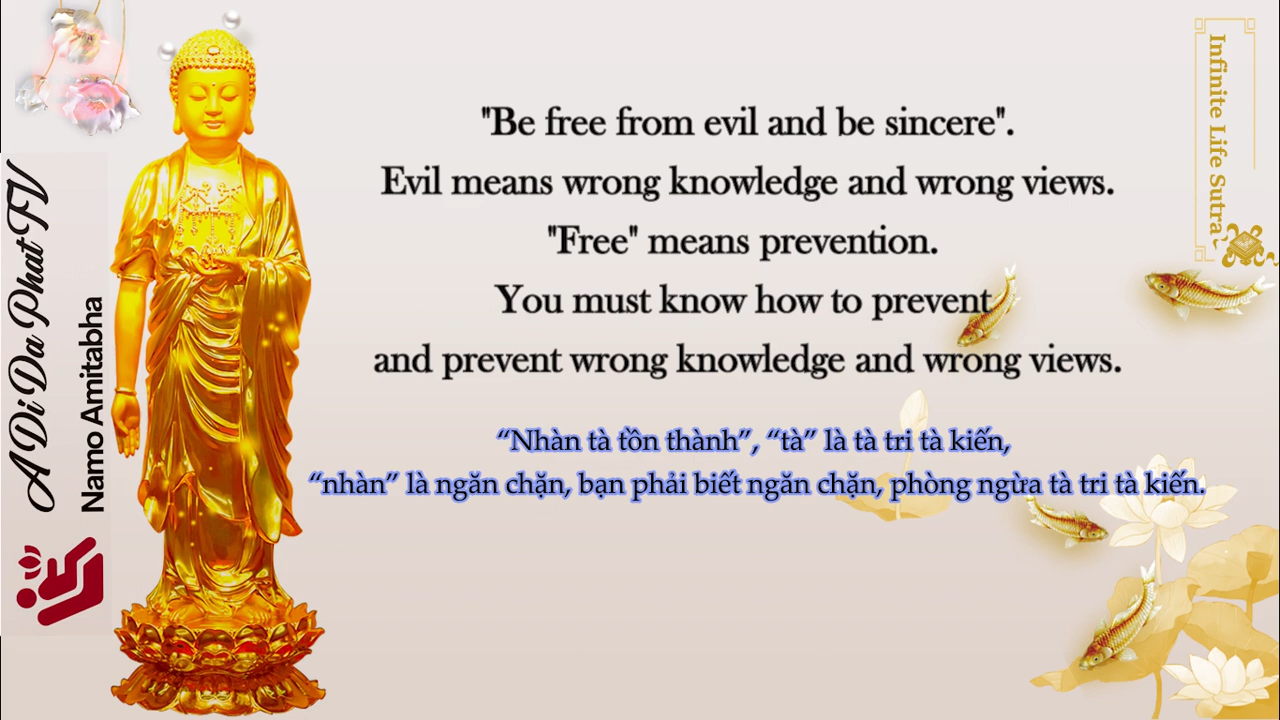 A Di Da Phat TV
Namo Amitabha
"Be free from evil and be sincere".
Evil means wrong knowledge and wrong views.
"Free" means prevention.
You must know how to prevent
and prevent wrong knowledge and wrong views.
“Nhàn tà tồn thành”, “tà” là tà tri tà kiến,
“nhàn” là ngăn chặn, bạn phải biết ngăn chặn, phòng ngừa tà tri tà kiến.
Infinite Life Sutra